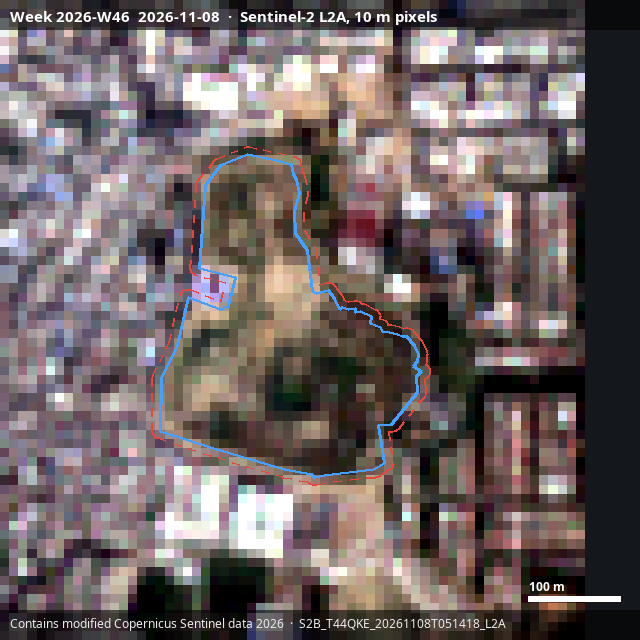 Week 2026-W46  2026-11-08  ·  Sentinel-2 L2A, 10 m pixels
100 m
Contains modified Copernicus Sentinel data 2026  ·  S2B_T44QKE_20261108T051418_L2A